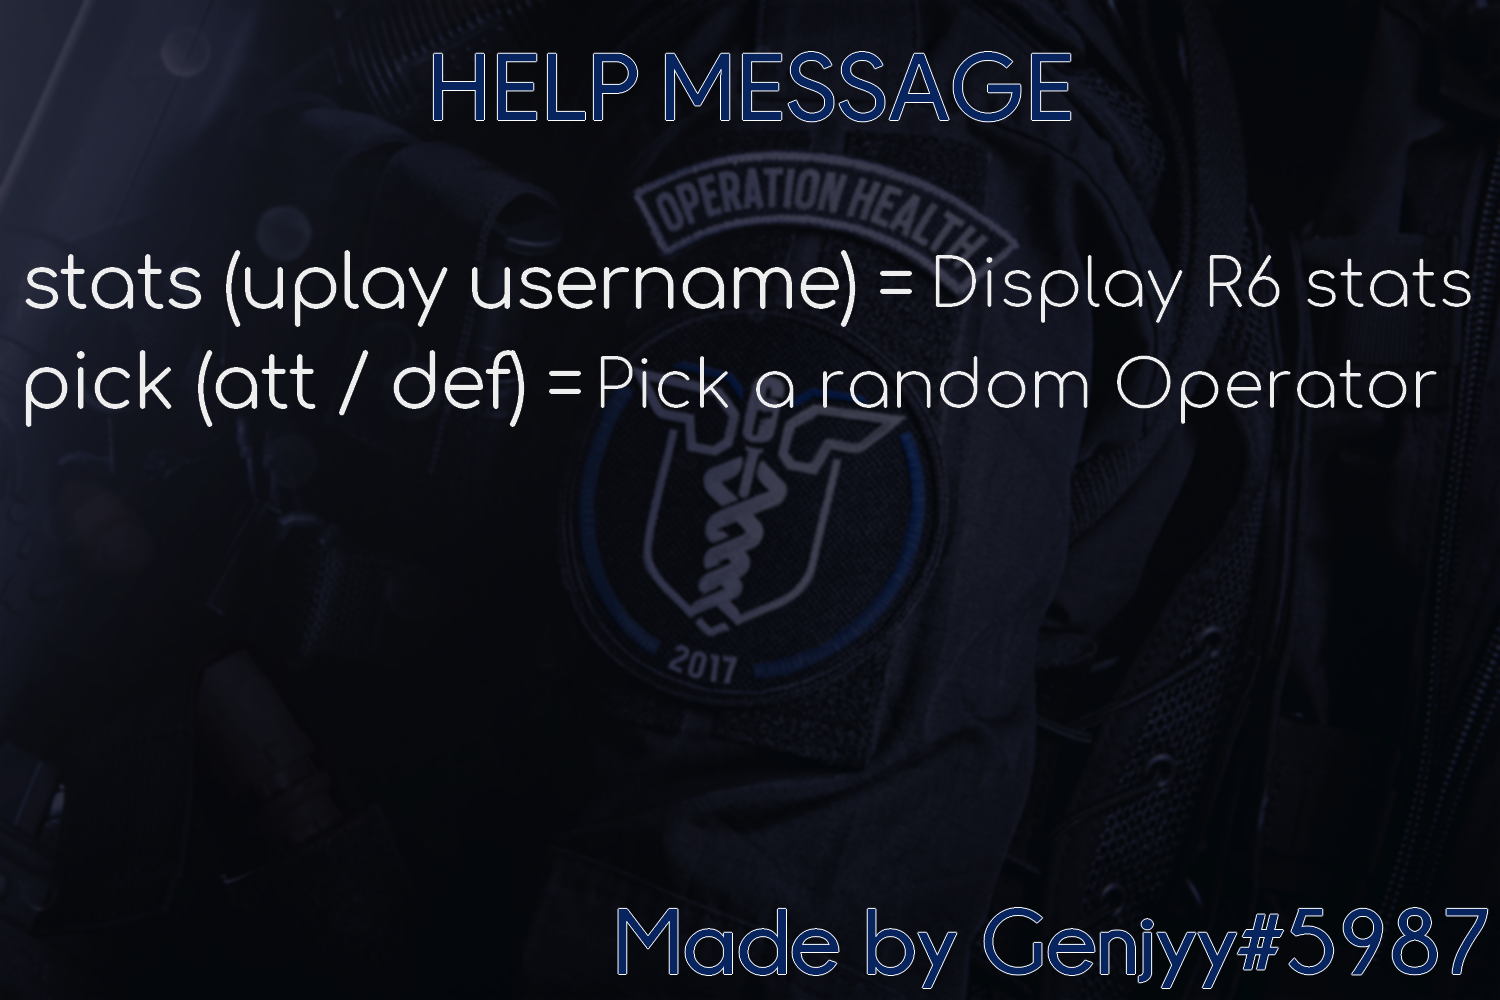 HELP MESSAGE
OPERATION HEALTH
stats (uplay username) = Display R6 stats
pick (att / def) = Pick a random Operator
2017
Made by Genjyy#5987